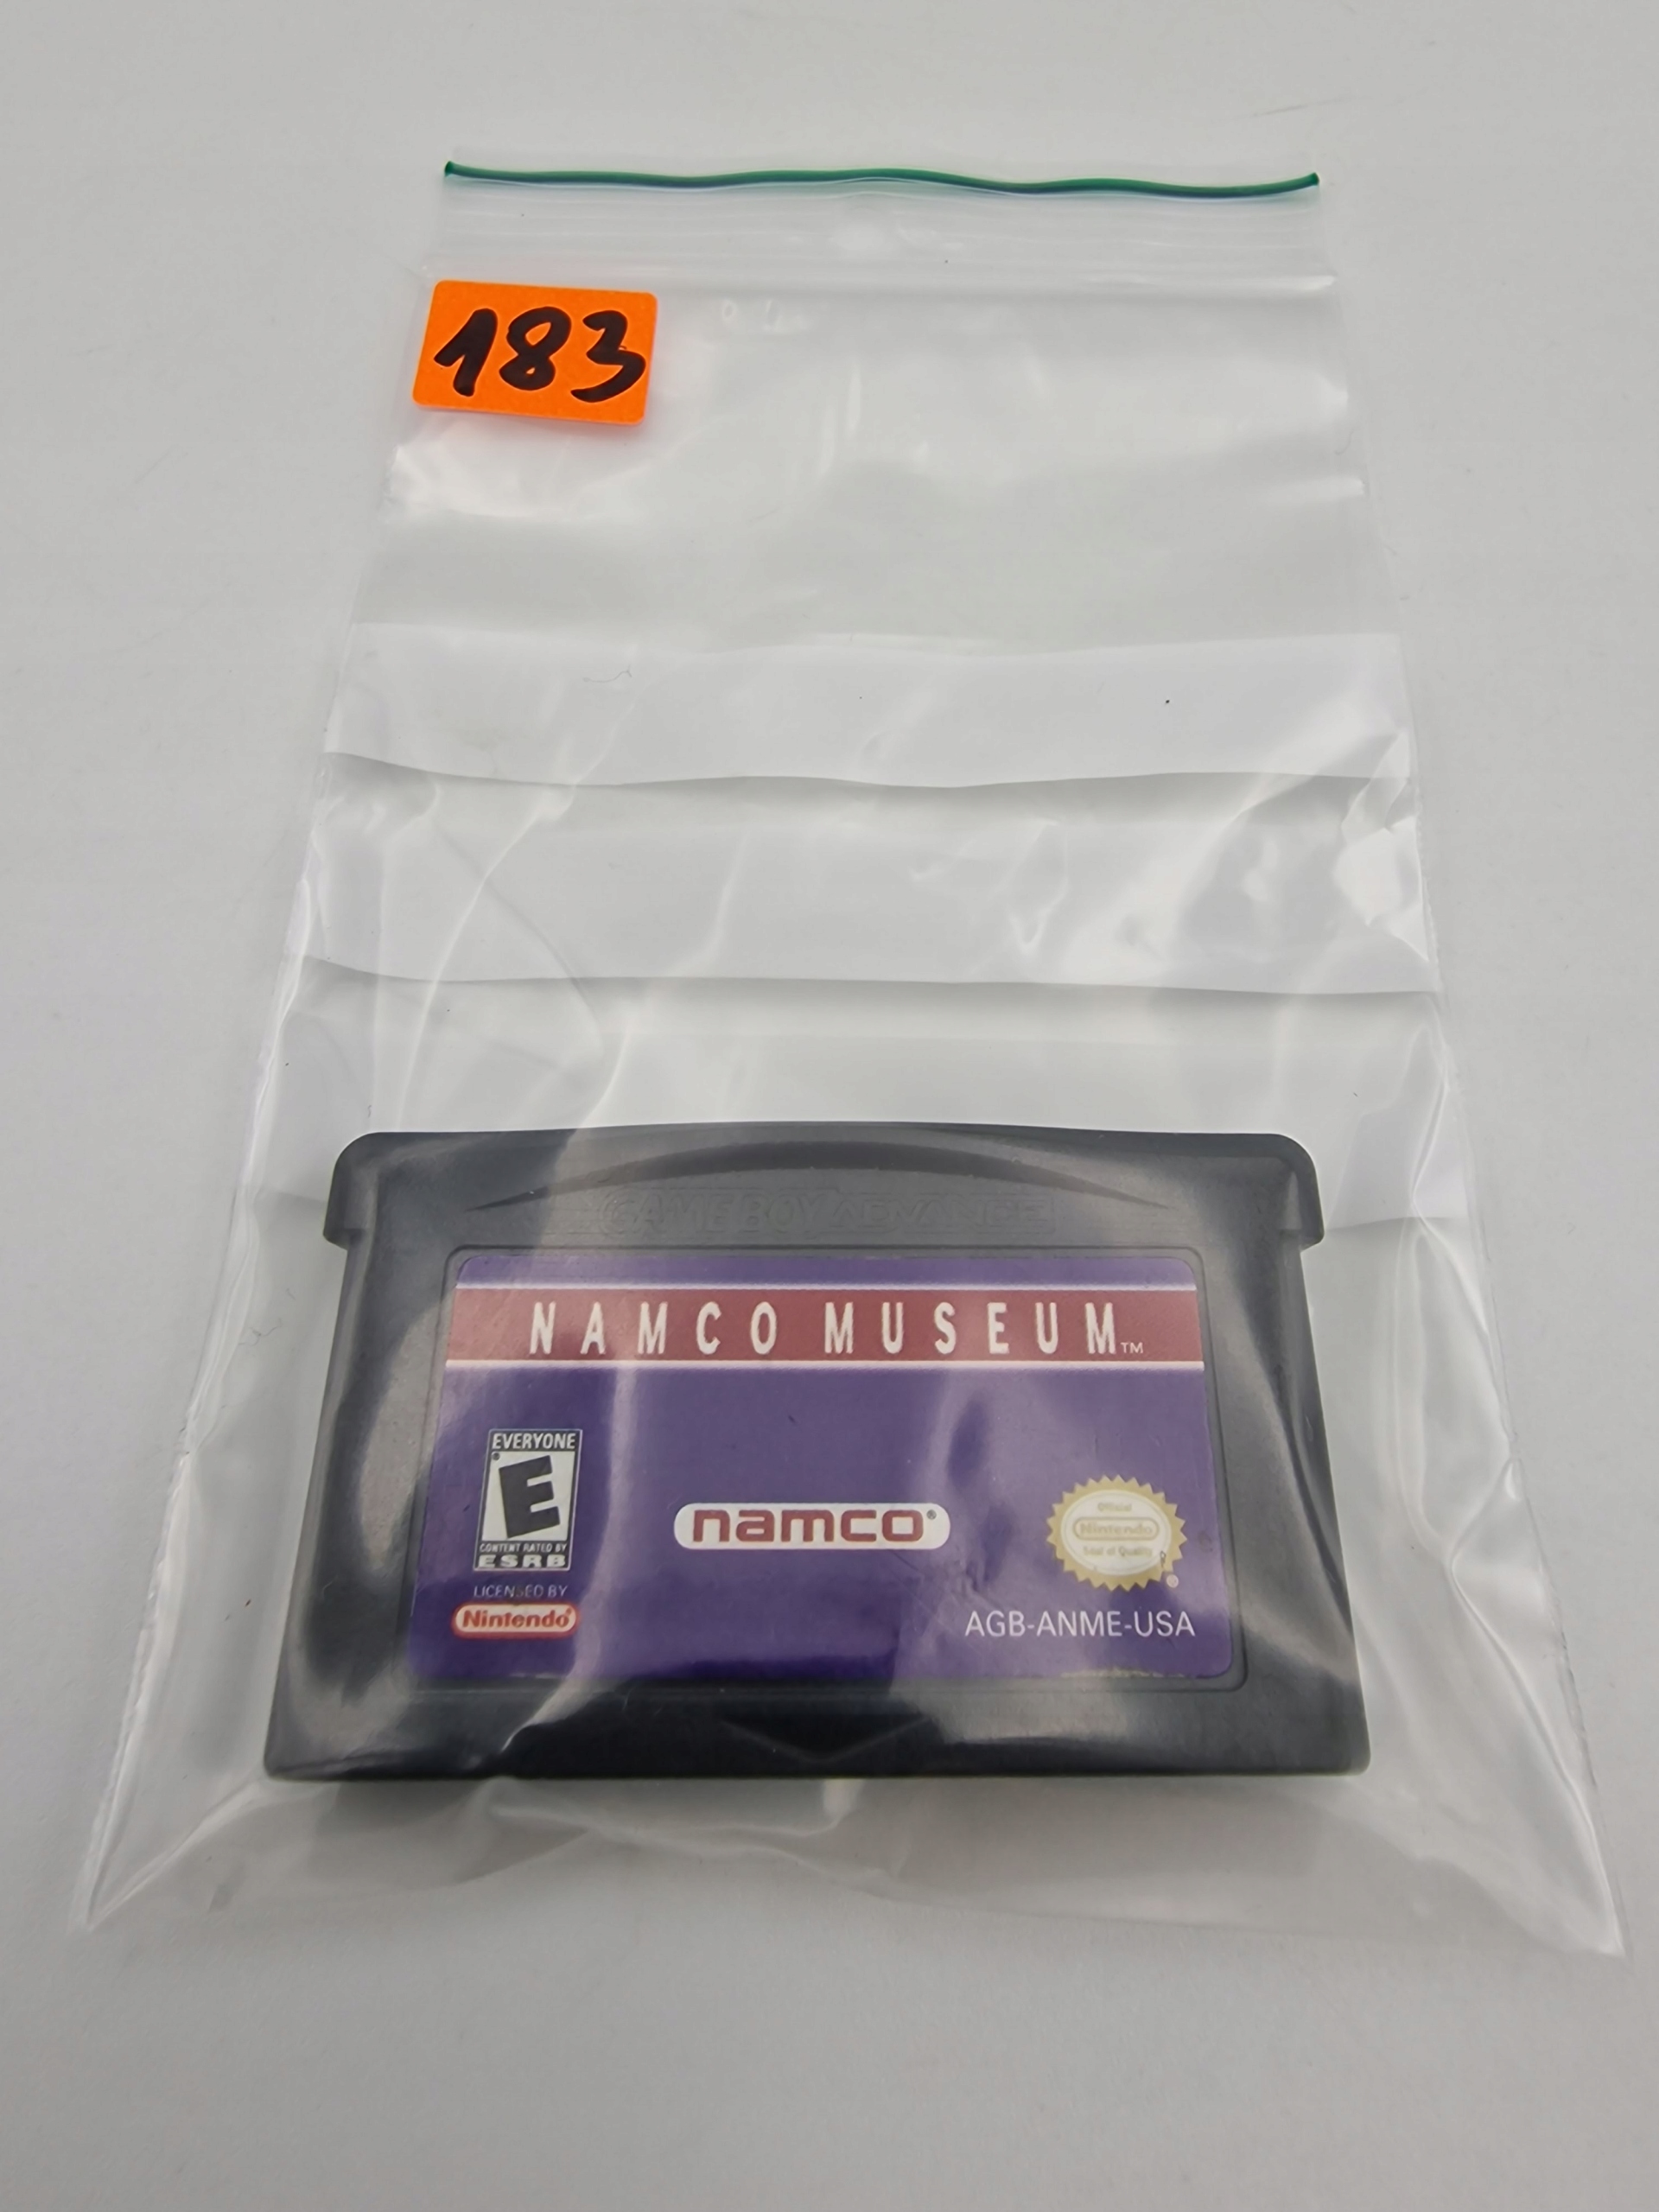 183
GAME BOY ADVANCE
NAMCO MUSEUM™
EVERYONE
E
CONTENT RATED BY
ESRB
LICENSED BY
Nintendo®
namco®
Official
Nintendo
Seal of Quality
®
AGB-ANME-USA